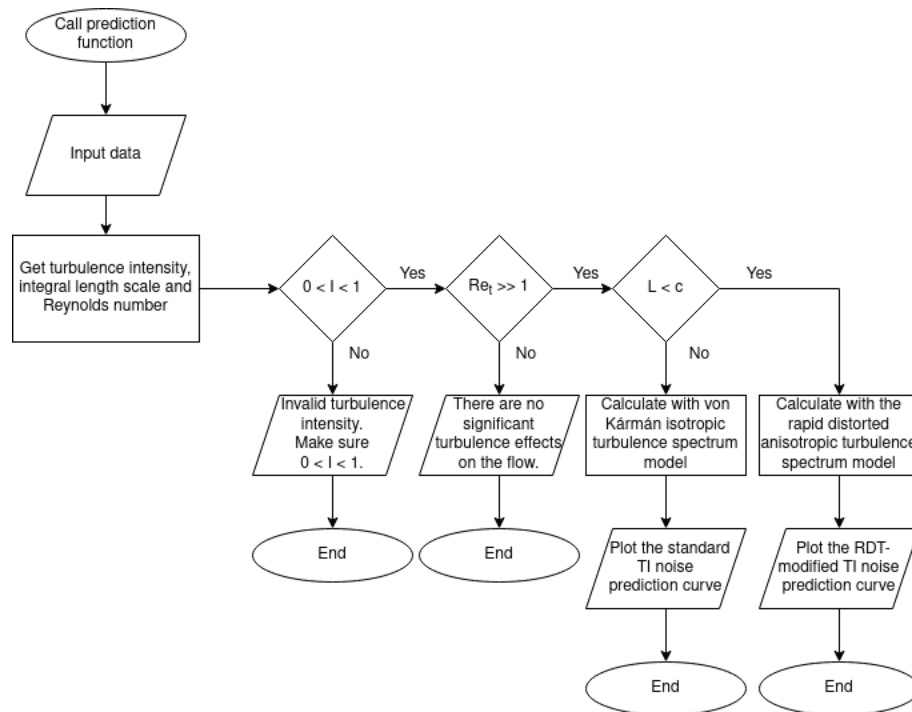 Call prediction
function
Input data
Get turbulence intensity,
integral length scale and
Reynolds number
0 < I < 1
Yes
No
Re_t >> 1
Yes
No
L < c
Yes
No
Invalid turbulence
intensity.
Make sure
0 < I < 1.
There are no
significant
turbulence effects
on the flow.
Calculate with von
Kármán isotropic
turbulence spectrum
model
Calculate with the
rapid distorted
anisotropic turbulence
spectrum model
End
End
Plot the standard
TI noise
prediction curve
Plot the RDT-
modified TI noise
prediction curve
End
End